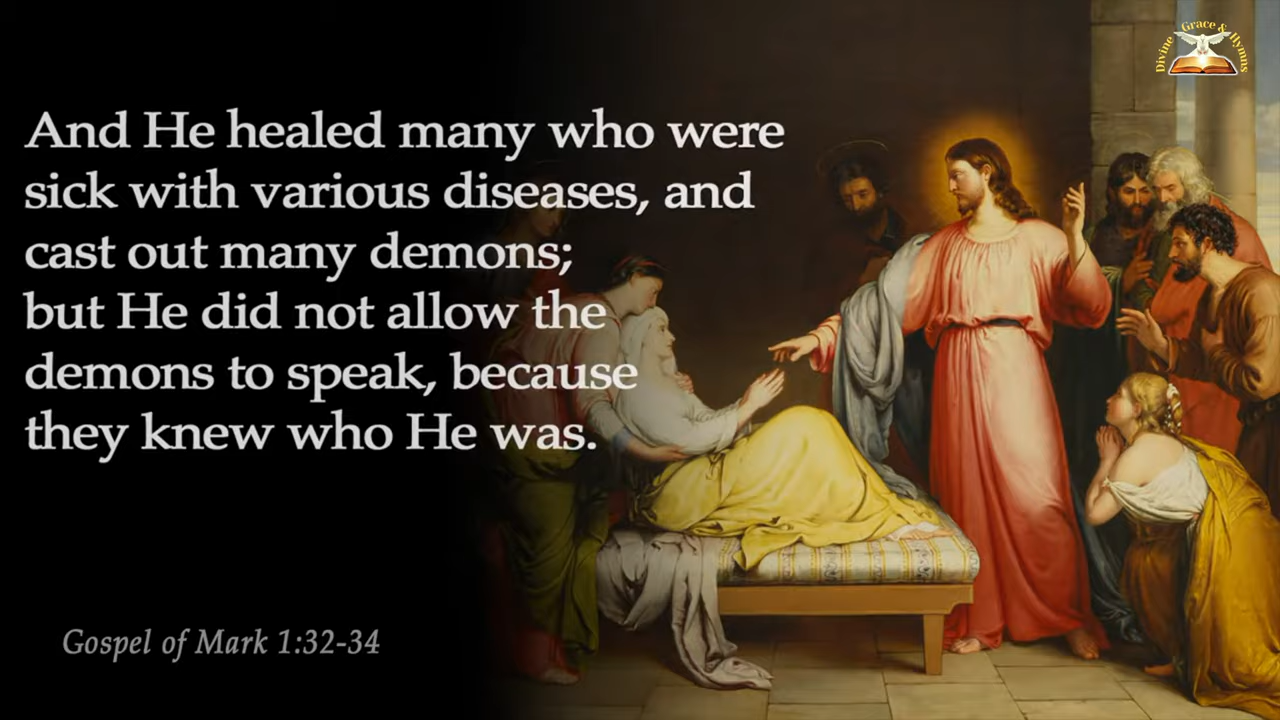 Divine Grace & Hymns
And He healed many who were
sick with various diseases, and
cast out many demons;
but He did not allow the
demons to speak, because
they knew who He was.
Gospel of Mark 1:32-34